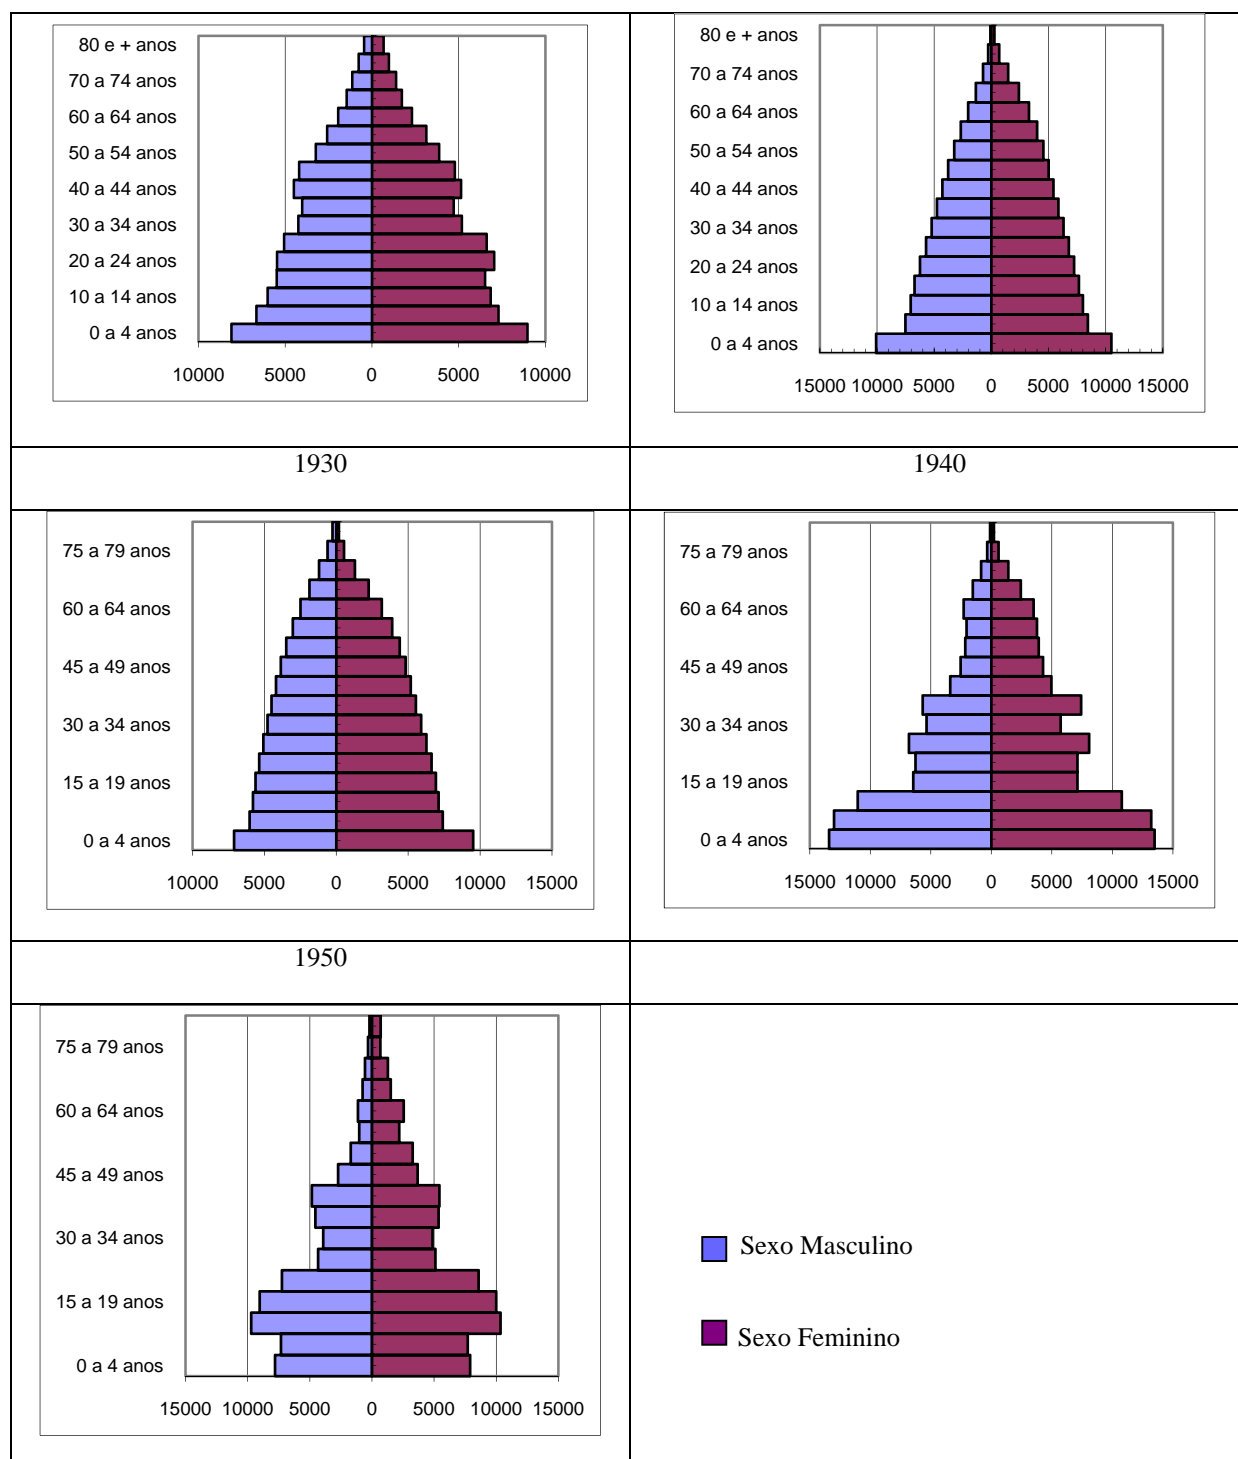 80 e + anos
70 a 74 anos
60 a 64 anos
50 a 54 anos
40 a 44 anos
30 a 34 anos
20 a 24 anos
10 a 14 anos
0 a 4 anos
10000 5000 0 5000 10000
80 e + anos
70 a 74 anos
60 a 64 anos
50 a 54 anos
40 a 44 anos
30 a 34 anos
20 a 24 anos
10 a 14 anos
0 a 4 anos
15000 10000 5000 0 5000 10000 15000
1930
1940
75 a 79 anos
60 a 64 anos
45 a 49 anos
30 a 34 anos
15 a 19 anos
0 a 4 anos
10000 5000 0 5000 10000 15000
75 a 79 anos
60 a 64 anos
45 a 49 anos
30 a 34 anos
15 a 19 anos
0 a 4 anos
15000 10000 5000 0 5000 10000 15000
1950
75 a 79 anos
60 a 64 anos
45 a 49 anos
30 a 34 anos
15 a 19 anos
0 a 4 anos
15000 10000 5000 0 5000 10000 15000
Sexo Masculino
Sexo Feminino